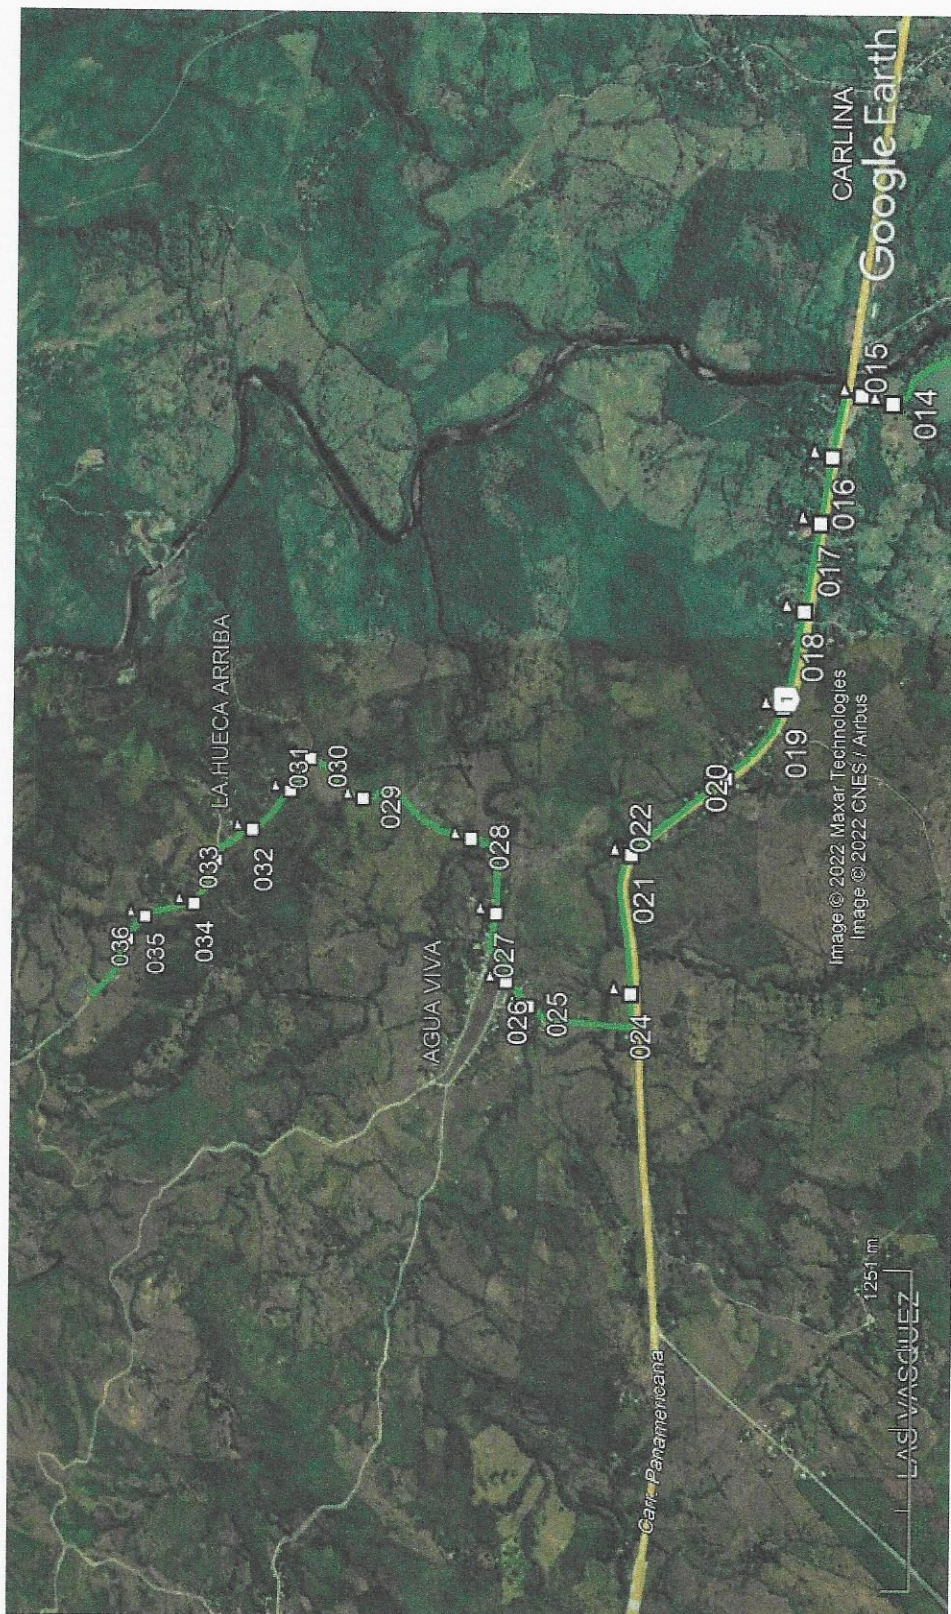 036
035
034
033
032
LA HUECA ARRIBA
031
030
029
028
AGUA VIVA
027
026
025
024
021
022
020
019
1
018
017
016
015
014
CARLINA
Google Earth
Image © 2022 Maxar Technologies
Image © 2022 CNES / Airbus
Carr. Panamericana
1251 m
LAS VASQUEZ